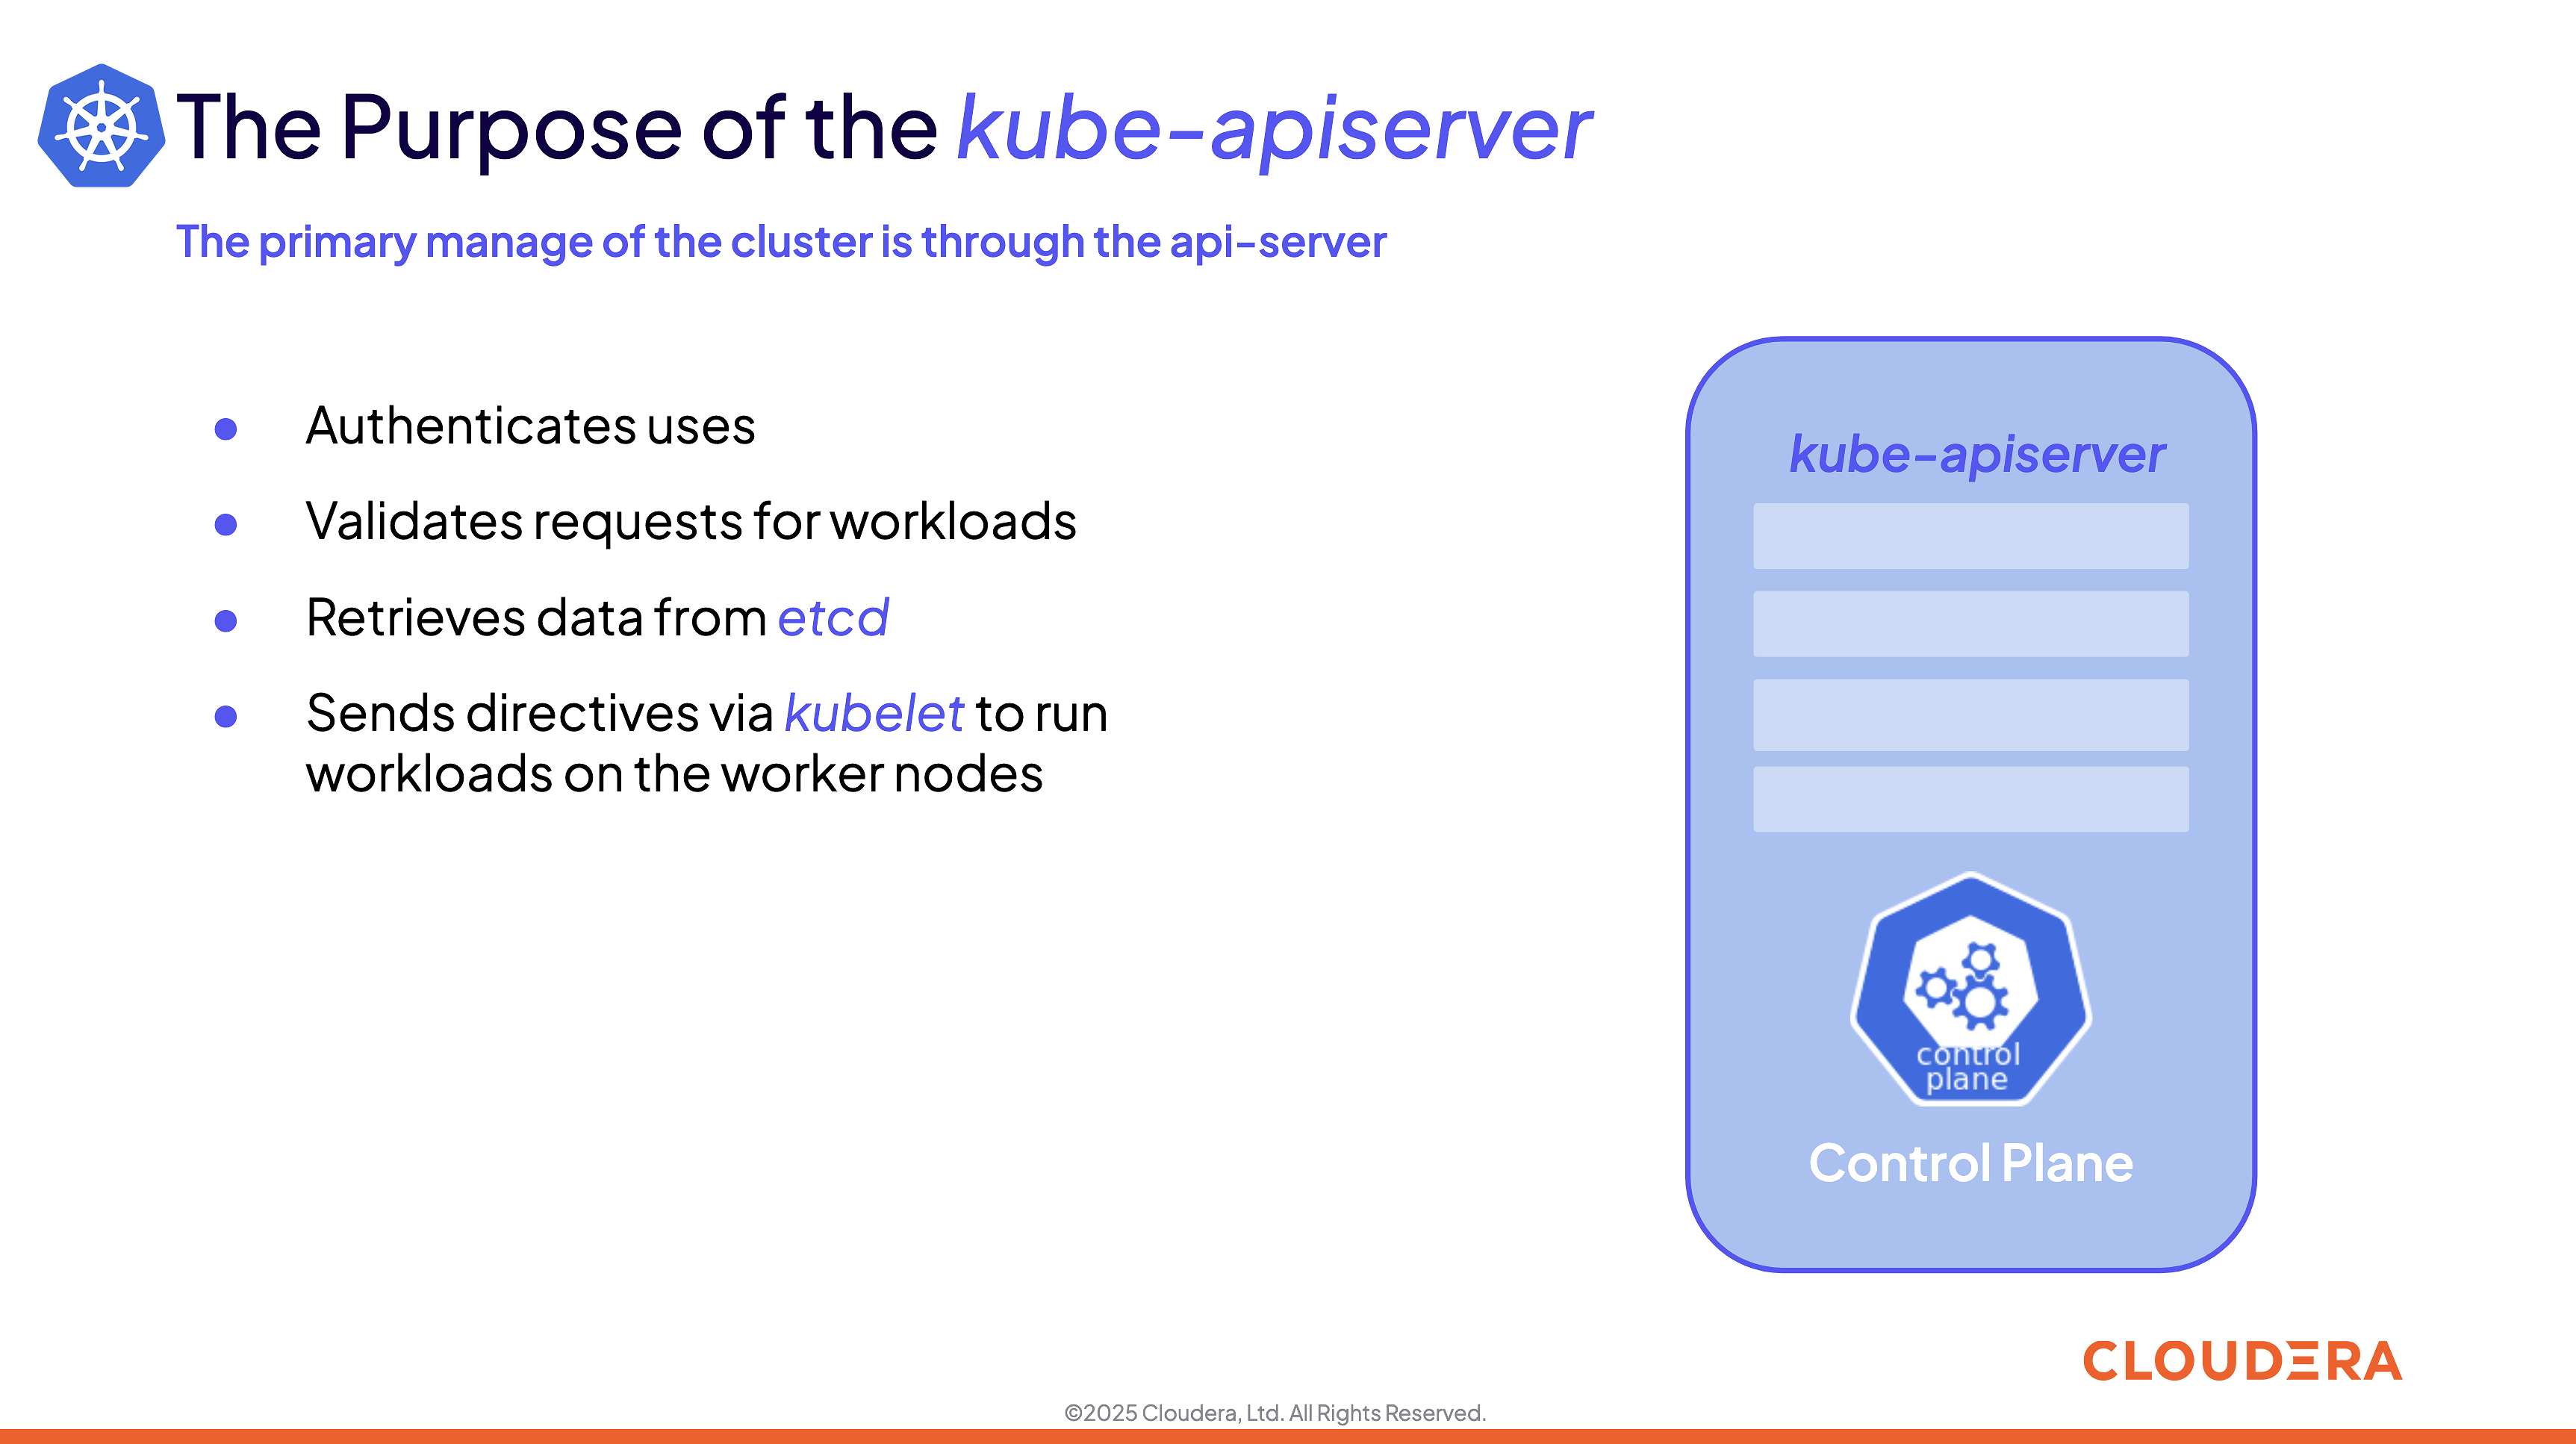 The Purpose of the kube-apiserver
The primary manage of the cluster is through the api-server
● Authenticates uses
● Validates requests for workloads
● Retrieves data from etcd
● Sends directives via kubelet to run
workloads on the worker nodes
kube-apiserver
control
plane
Control Plane
CLOUDERA
©2025 Cloudera, Ltd. All Rights Reserved.